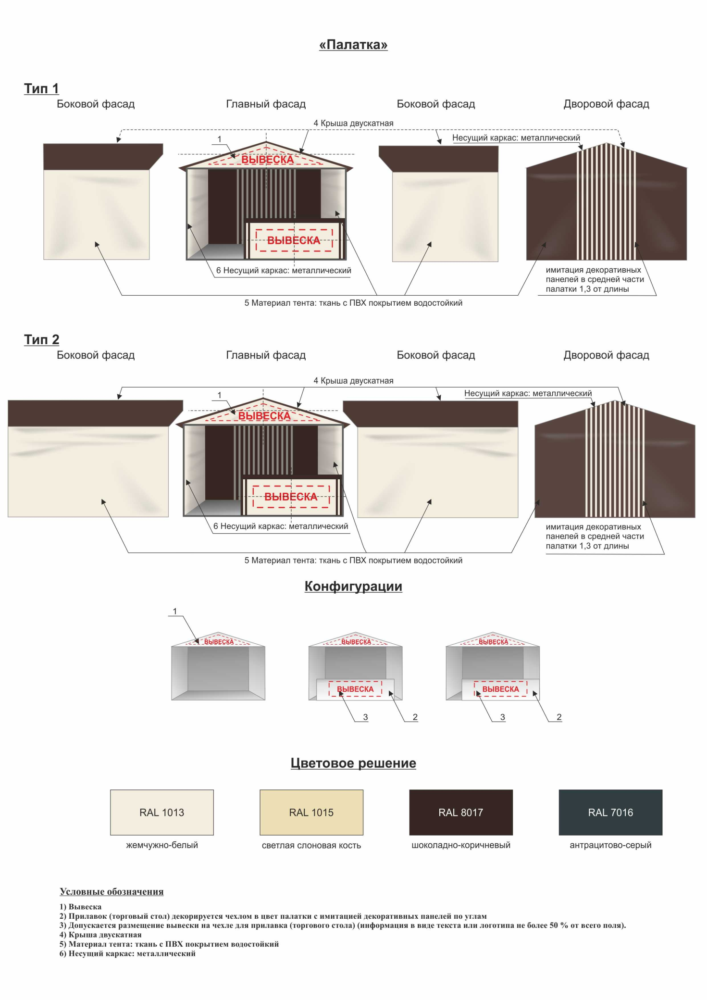 «Палатка»
Тип 1
Боковой фасад
Главный фасад
Боковой фасад
Дворовой фасад
4 Крыша двускатная
1
Несущий каркас: металлический
ВЫВЕСКА
ВЫВЕСКА
6 Несущий каркас: металлический
имитация декоративных
панелей в средней части
палатки 1,3 от длины
5 Материал тента: ткань с ПВХ покрытием водостойкий
Тип 2
Боковой фасад
Главный фасад
Боковой фасад
Дворовой фасад
4 Крыша двускатная
1
Несущий каркас: металлический
ВЫВЕСКА
ВЫВЕСКА
6 Несущий каркас: металлический
имитация декоративных
панелей в средней части
палатки 1,3 от длины
5 Материал тента: ткань с ПВХ покрытием водостойкий
Конфигурации
1
ВЫВЕСКА
ВЫВЕСКА
ВЫВЕСКА
ВЫВЕСКА
ВЫВЕСКА
3
2
3
2
Цветовое решение
RAL 1013
RAL 1015
RAL 8017
RAL 7016
жемчужно-белый
светлая слоновая кость
шоколадно-коричневый
антрацитово-серый
Условные обозначения
1) Вывеска
2) Прилавок (торговый стол) декорируется чехлом в цвет палатки с имитацией декоративных панелей по углам
3) Допускается размещение вывески на чехле для прилавка (торгового стола) (информация в виде текста или логотипа не более 50 % от всего поля).
4) Крыша двускатная
5) Материал тента: ткань с ПВХ покрытием водостойкий
6) Несущий каркас: металлический